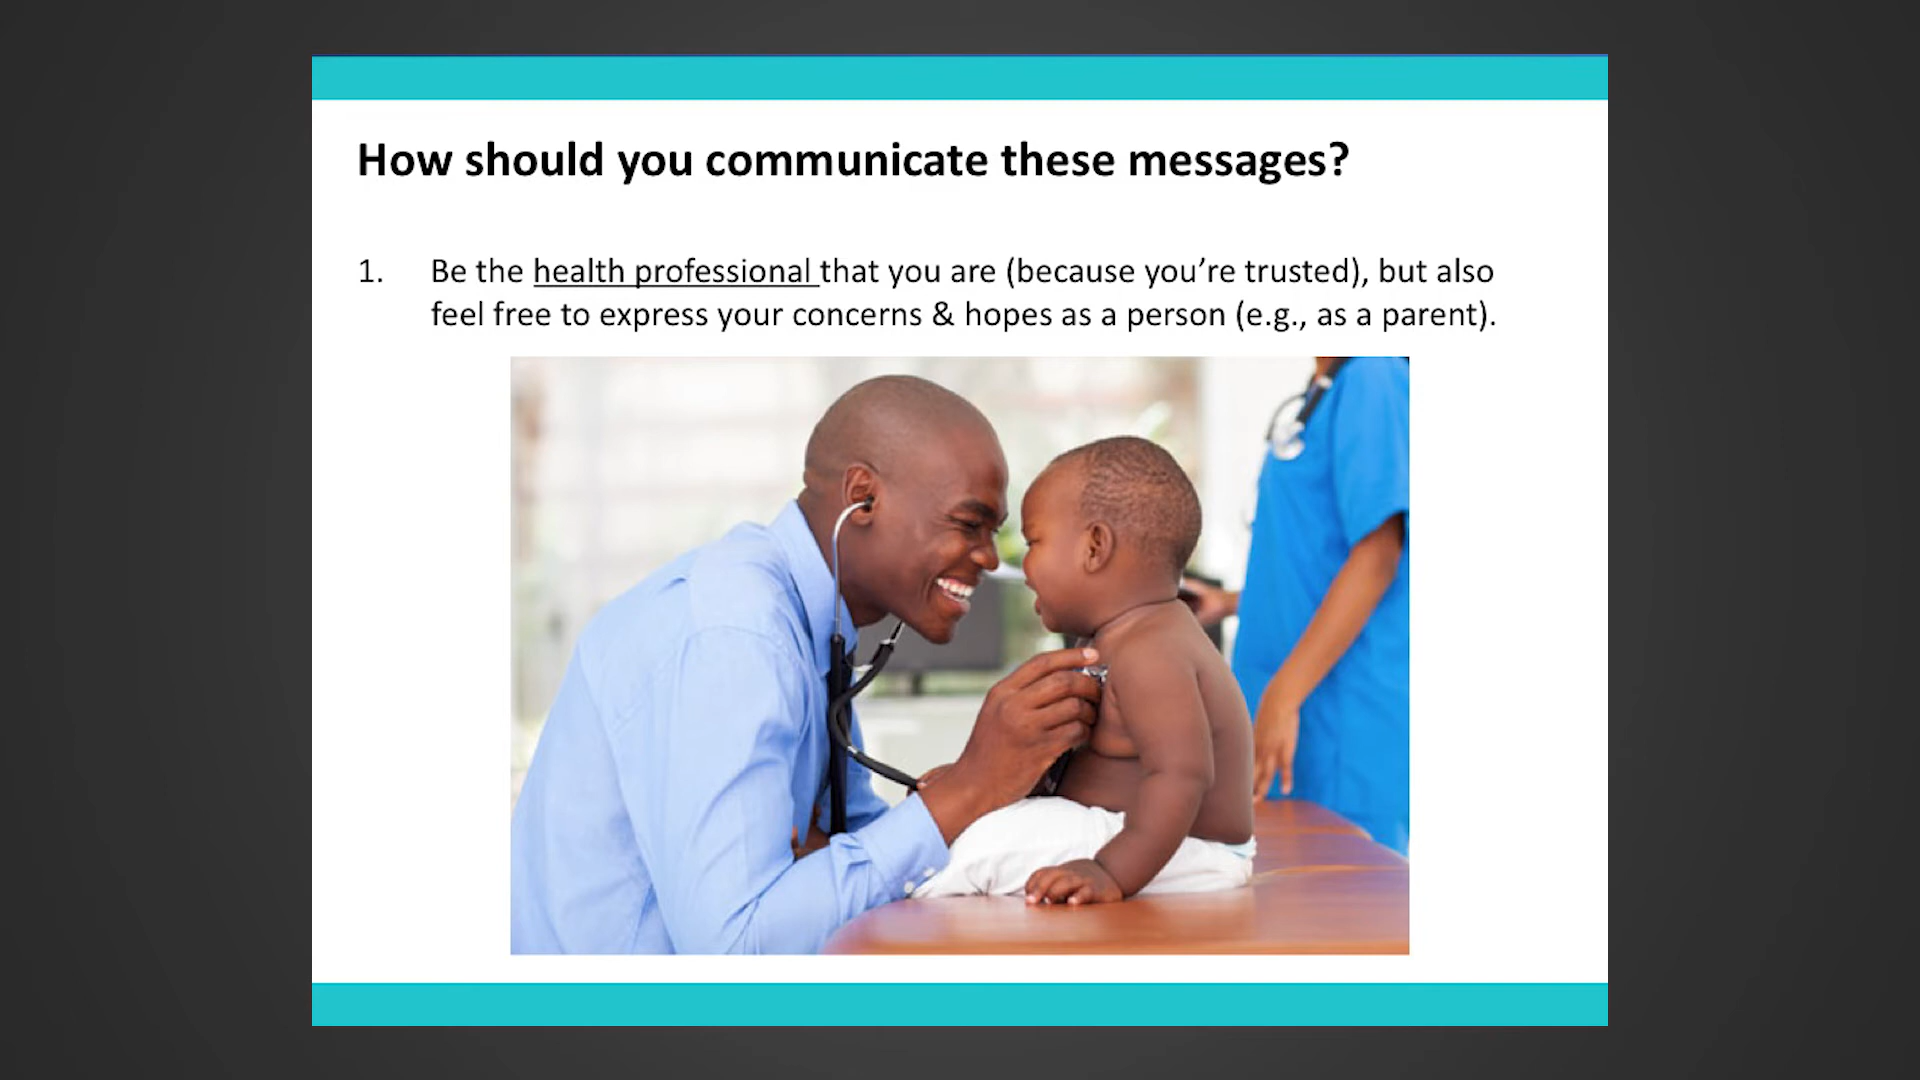 How should you communicate these messages?
1. Be the health professional that you are (because you’re trusted), but also
feel free to express your concerns & hopes as a person (e.g., as a parent).